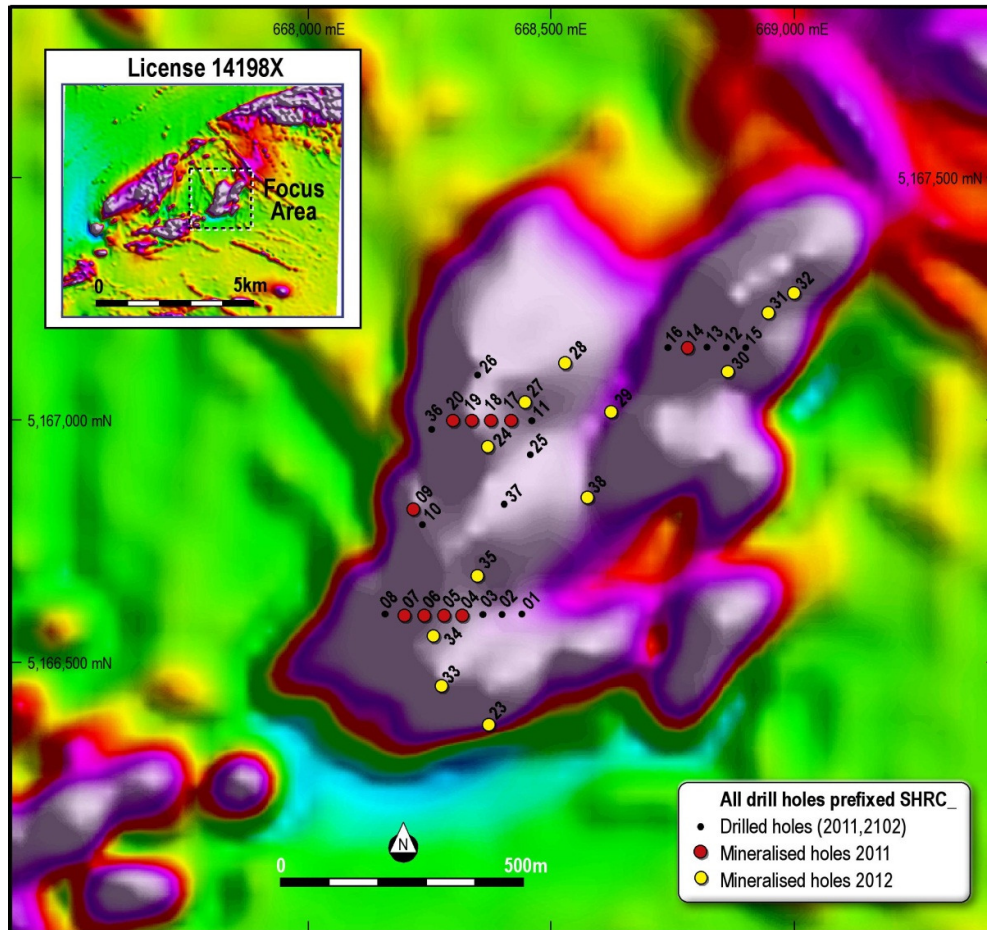 668,000 mE
668,500 mE
669,000 mE
License 14198X
Focus
Area
0
5km
5,167,500 mN
32
31
16
14
13
12
15
30
28
26
27
29
20
19
18
17
11
36
5,167,000 mN
24
25
38
09
37
10
35
08
07
06
05
04
03
02
01
34
5,166,500 mN
33
23
N
0
500m
All drill holes prefixed SHRC_
Drilled holes (2011,2102)
Mineralised holes 2011
Mineralised holes 2012